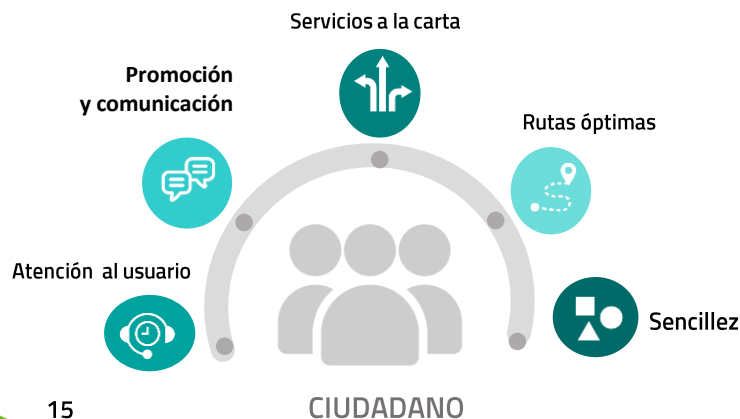 Servicios a la carta
Promoción
y comunicación
Rutas óptimas
Atención al usuario
Sencillez
15
CIUDADANO